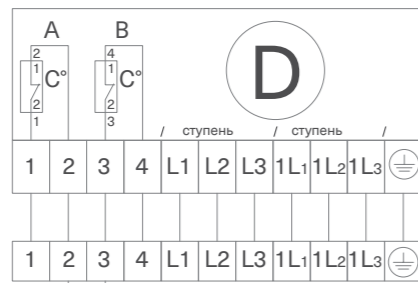 A B
2 4
1 C° 1 C° D
2 2
1 3
/ ступень / ступень /
1 2 3 4 L1 L2 L3 1L1 1L2 1L3
1 2 3 4 L1 L2 L3 1L1 1L2 1L3